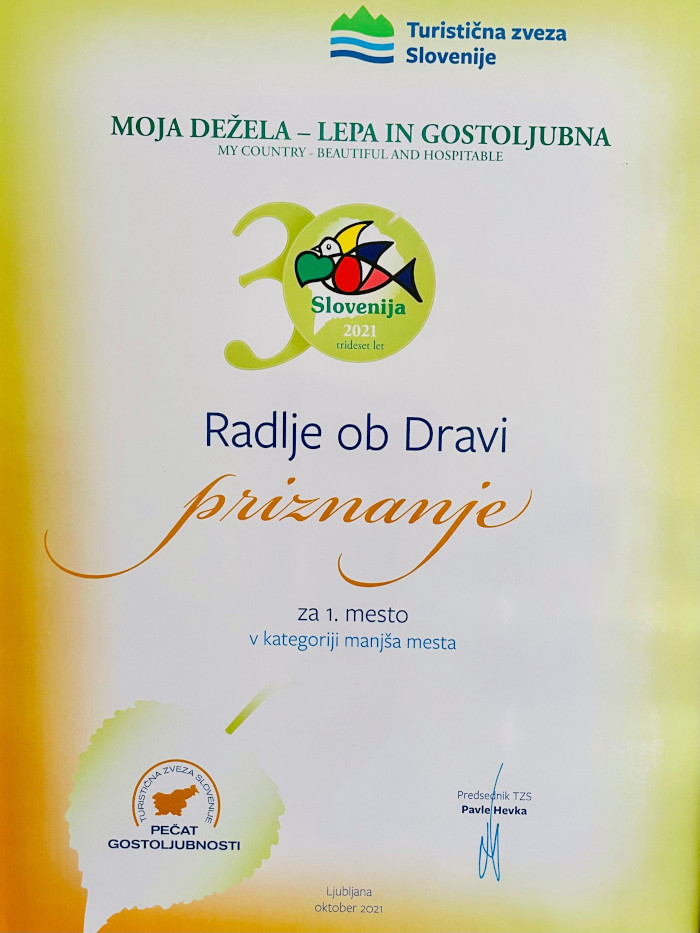 Turistična zveza
Slovenije
MOJA DEŽELA – LEPA IN GOSTOLJUBNA
MY COUNTRY - BEAUTIFUL AND HOSPITABLE
30
Slovenija
2021
trideset let
Radlje ob Dravi
priznanje
za 1. mesto
v kategoriji manjša mesta
TURISTIČNA ZVEZA SLOVENIJE
PEČAT
GOSTOLJUBNOSTI
Predsednik TZS
Pavle Hevka
Ljubljana
oktober 2021